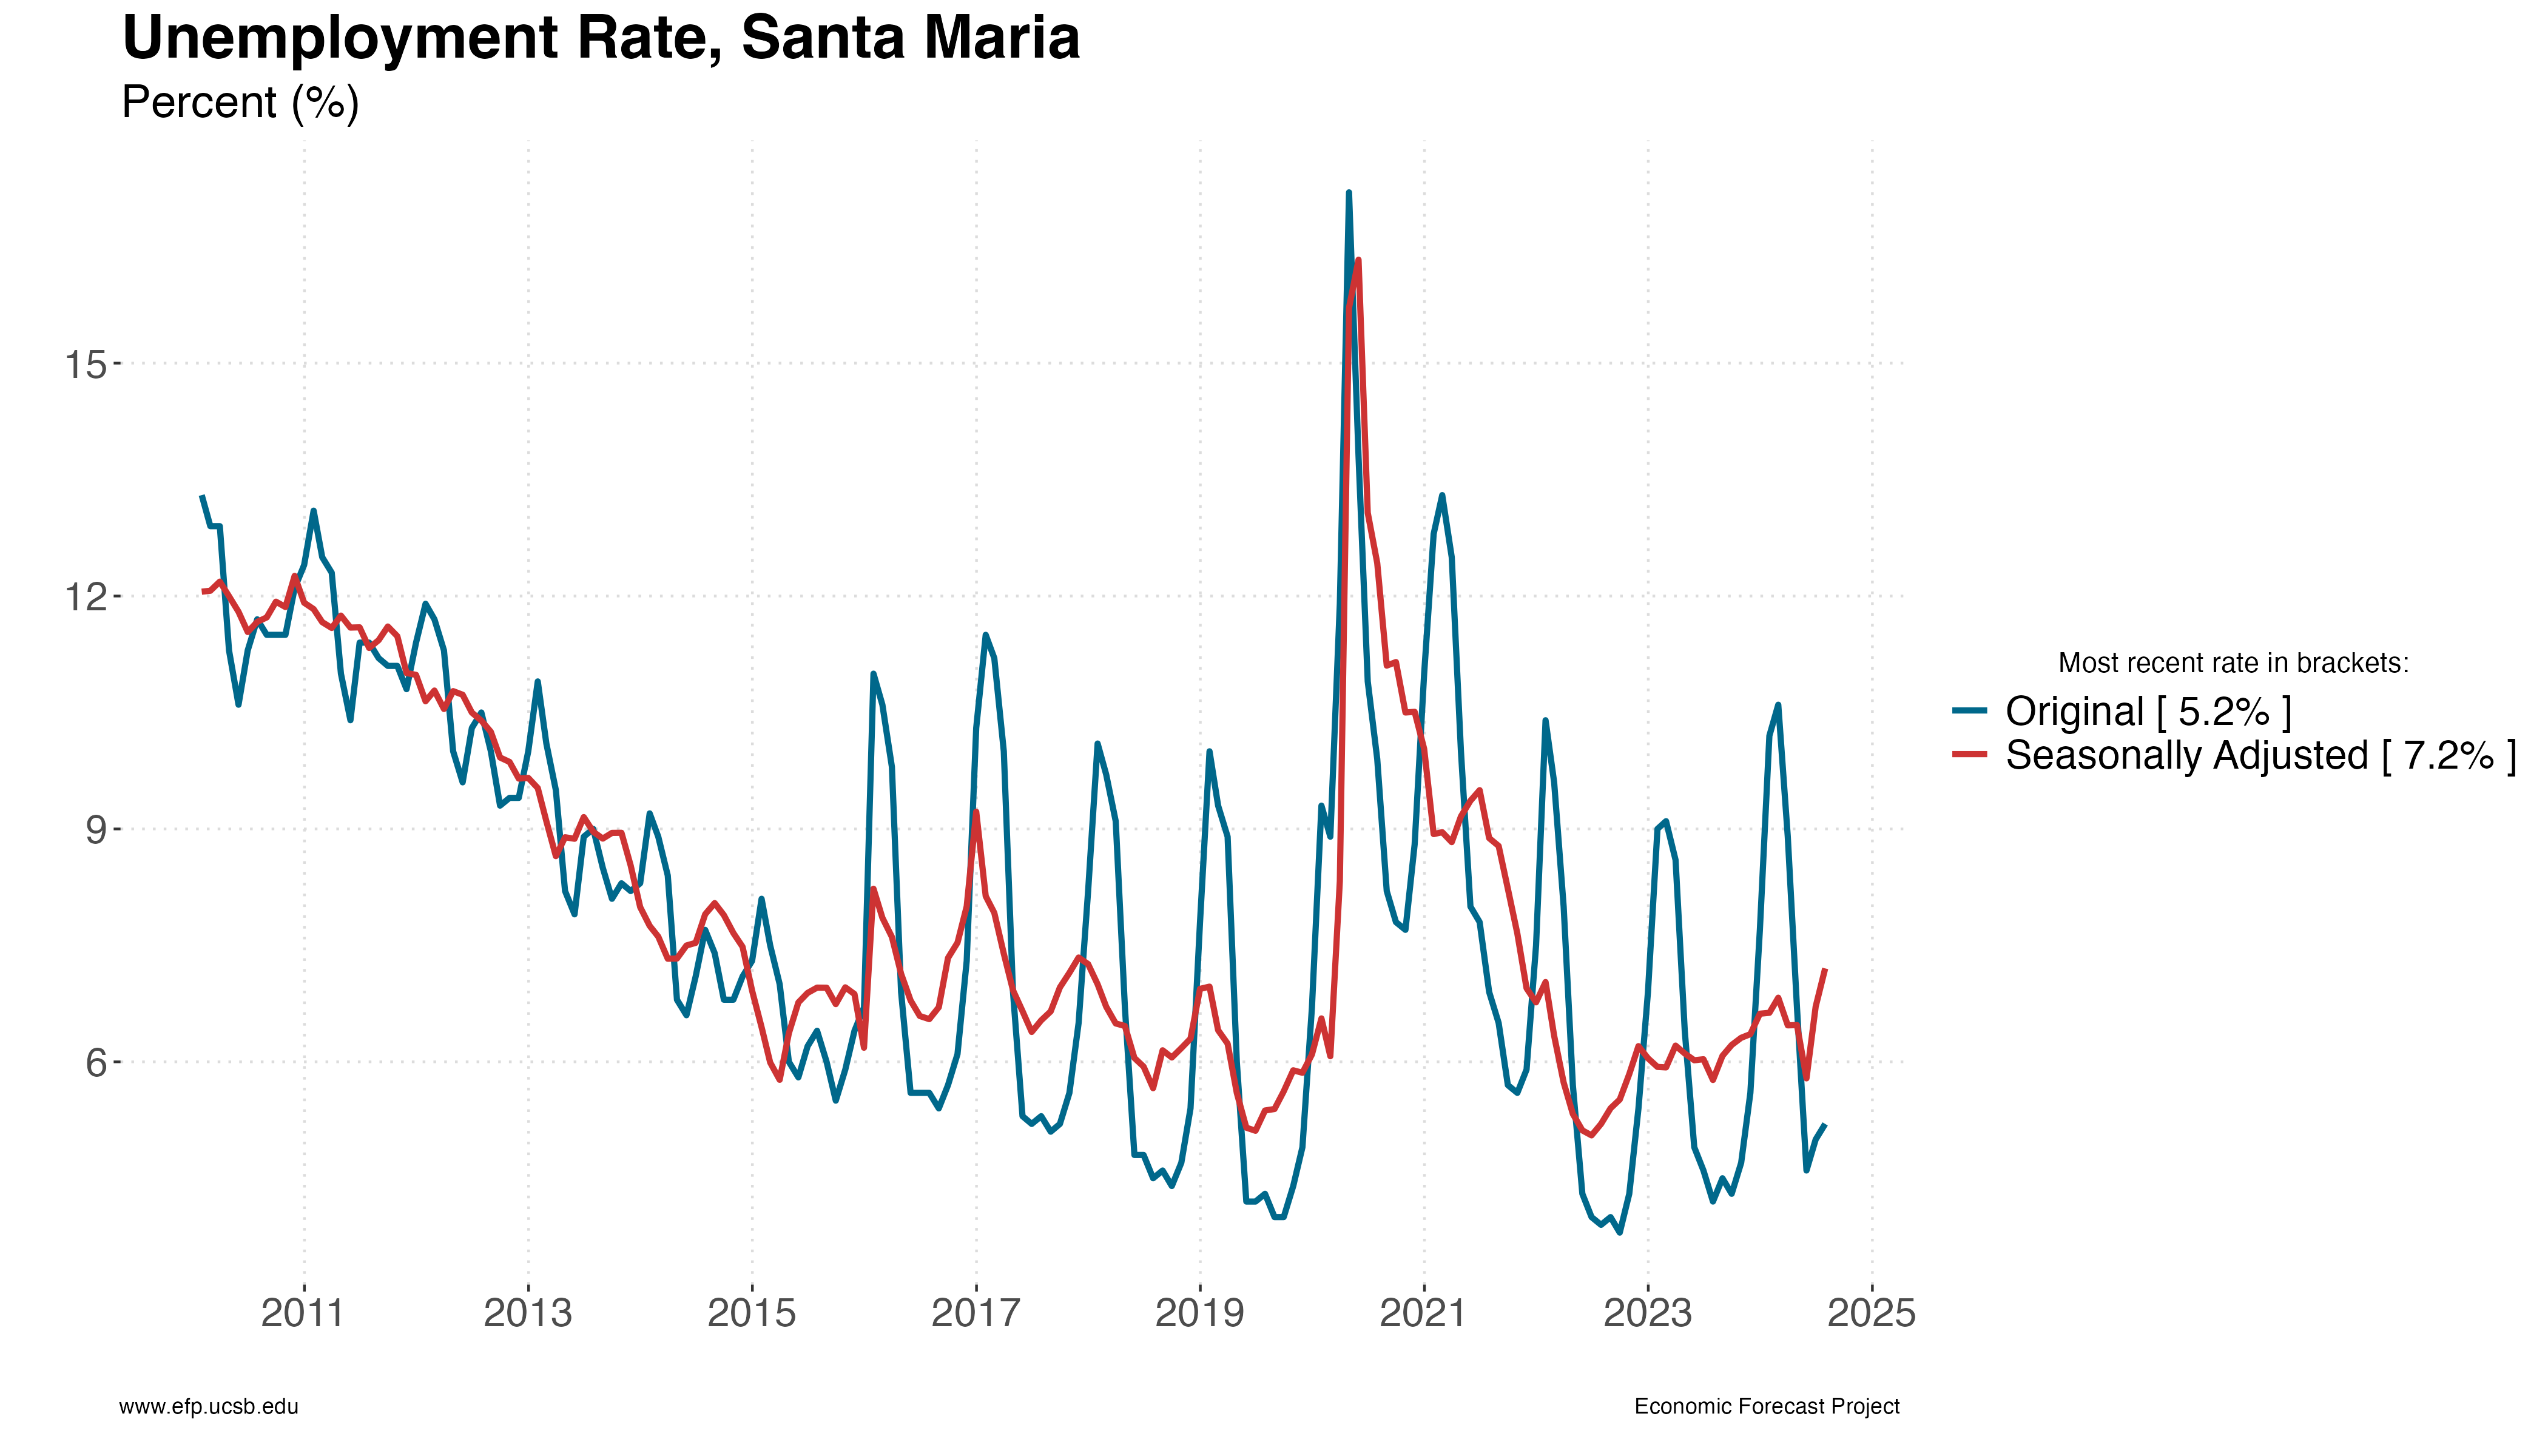 Unemployment Rate, Santa Maria
Percent (%)
15
12
9
6
2011 2013 2015 2017 2019 2021 2023 2025
Most recent rate in brackets:
Original [ 5.2% ]
Seasonally Adjusted [ 7.2% ]
www.efp.ucsb.edu
Economic Forecast Project